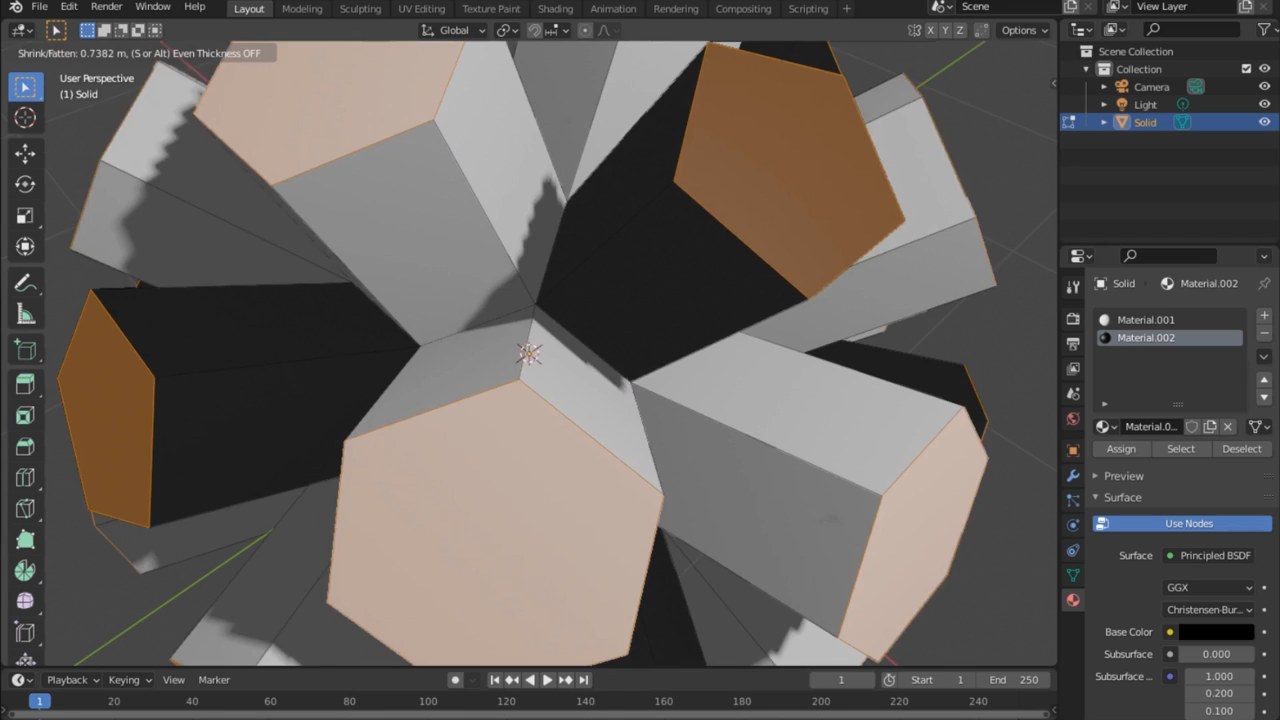 File Edit Render Window Help Layout Modeling Sculpting UV Editing Texture Paint Shading Animation Rendering Compositing Scripting + Scene View Layer
Global X Y Z Options
Shrink/Fatten: 0.7382 m, (S or Alt) Even Thickness OFF
User Perspective
(1) Solid
Scene Collection
Collection
Camera
Light
Solid
Solid Material.002
Material.001
Material.002
Material.0...
Assign Select Deselect
Preview
Surface
Use Nodes
Surface Principled BSDF
GGX
Christensen-Bur...
Base Color
Subsurface 0.000
Subsurface ... 1.000
0.200
0.100
Playback Keying View Marker 1 Start 1 End 250
1 20 40 60 80 100 120 140 160 180 200 220 240